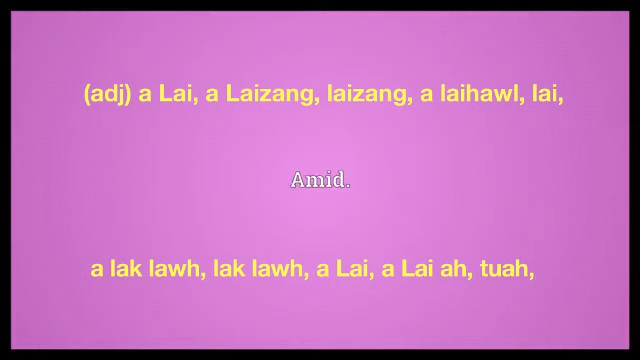 (adj) a Lai, a Laizang, laizang, a laihawl, lai,
Amid.
a lak lawh, lak lawh, a Lai, a Lai ah, tuah,